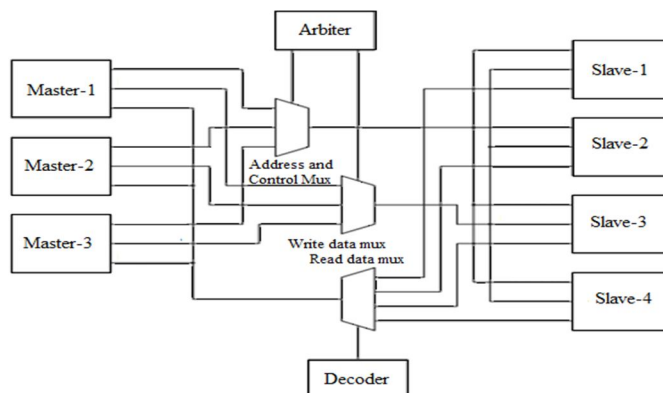 Arbiter
Master-1
Master-2
Master-3
Address and
Control Mux
Write data mux
Read data mux
Decoder
Slave-1
Slave-2
Slave-3
Slave-4